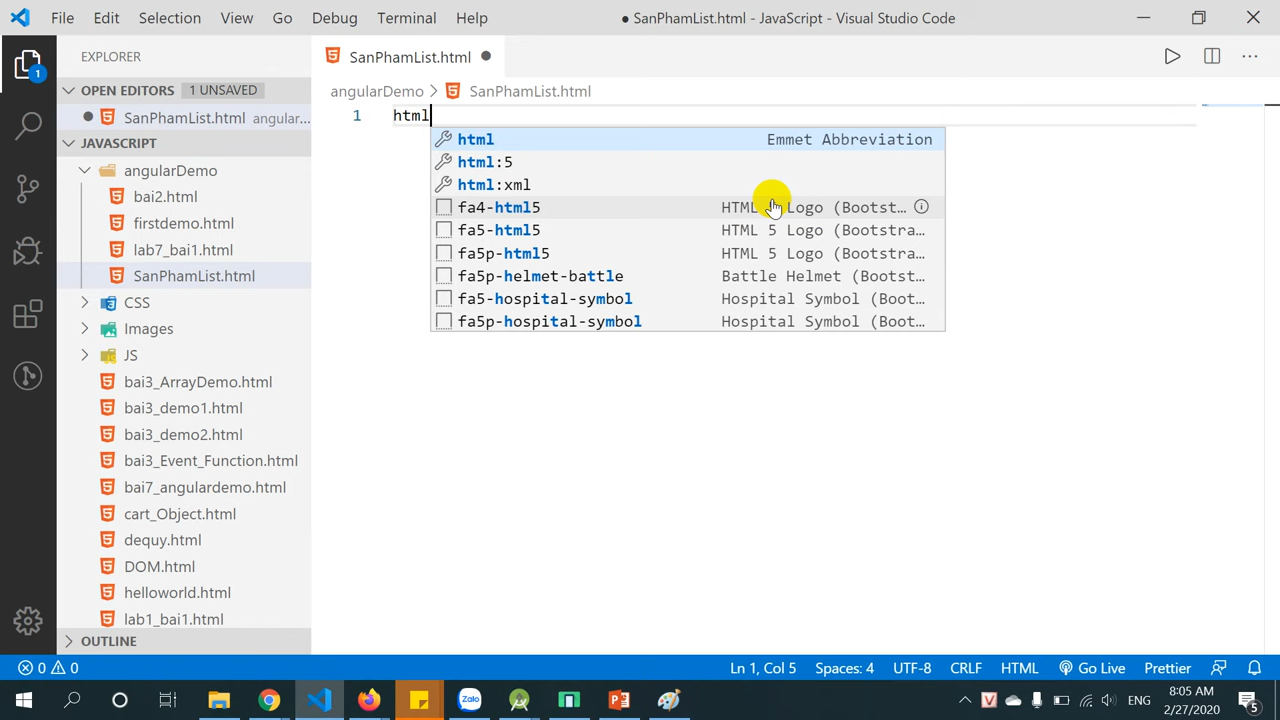 File Edit Selection View Go Debug Terminal Help
● SanPhamList.html - JavaScript - Visual Studio Code
EXPLORER
OPEN EDITORS 1 UNSAVED
SanPhamList.html angular...
JAVASCRIPT
angularDemo
bai2.html
firstdemo.html
lab7_bai1.html
SanPhamList.html
CSS
Images
JS
bai3_ArrayDemo.html
bai3_demo1.html
bai3_demo2.html
bai3_Event_Function.html
bai7_angulardemo.html
cart_Object.html
dequy.html
DOM.html
helloworld.html
lab1_bai1.html
OUTLINE
1
SanPhamList.html
angularDemo > SanPhamList.html
1 html
html Emmet Abbreviation
html:5
html:xml
fa4-html5 HTML Logo (Bootst...
fa5-html5 HTML 5 Logo (Bootstra...
fa5p-html5 HTML 5 Logo (Bootstra...
fa5p-helmet-battle Battle Helmet (Bootst...
fa5-hospital-symbol Hospital Symbol (Boot...
fa5p-hospital-symbol Hospital Symbol (Boot...
0 0 Ln 1, Col 5 Spaces: 4 UTF-8 CRLF HTML Go Live Prettier
Zalo
ENG
8:05 AM
2/27/2020
5